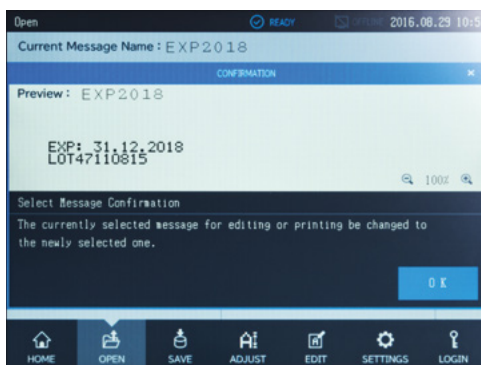 Open READY OFFLINE 2016.08.29 10:5
Current Message Name : EXP2018
CONFIRMATION ×
Preview : EXP2018
EXP: 31.12.2018
LOT47110815
100%
Select Message Confirmation
The currently selected message for editing or printing be changed to
the newly selected one.
OK
HOME OPEN SAVE ADJUST EDIT SETTINGS LOGIN